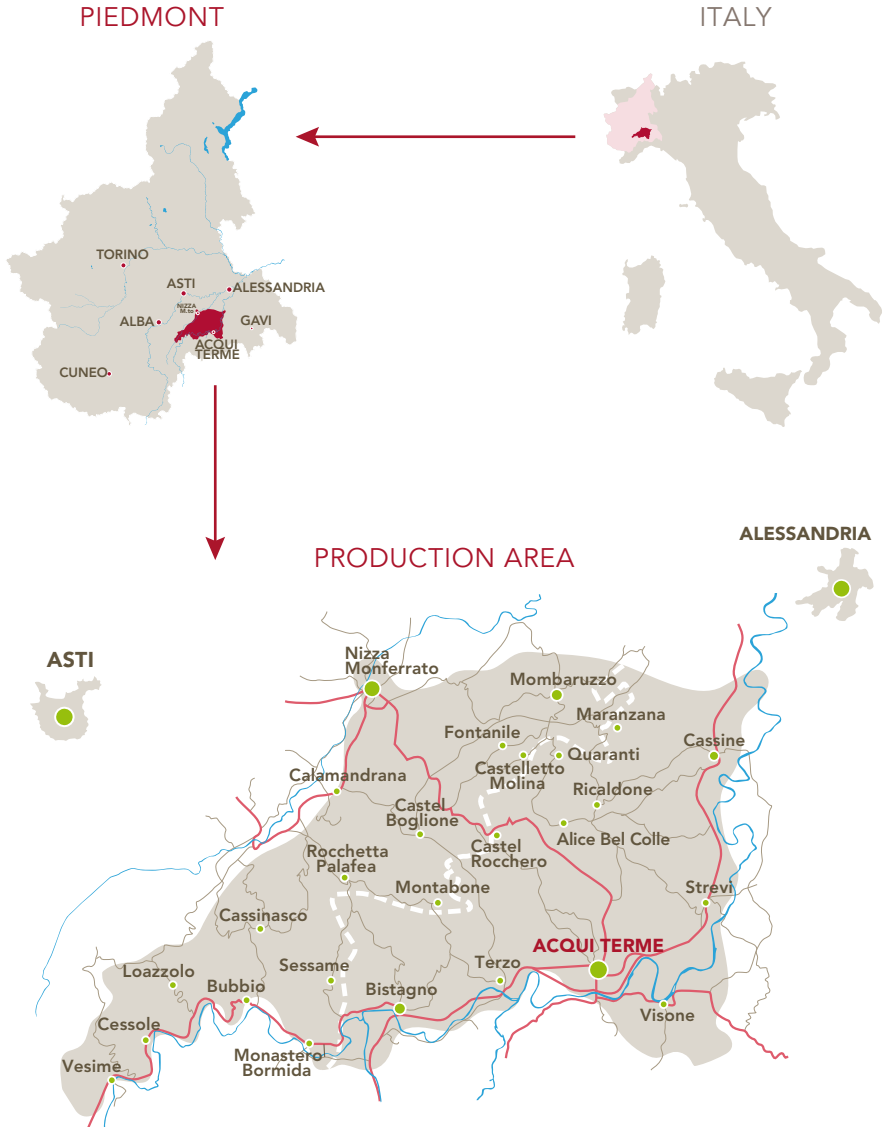 PIEDMONT
ITALY
TORINO
ASTI
ALESSANDRIA
NIZZA
M.to
ALBA
GAVI
ACQUI
TERME
CUNEO
ALESSANDRIA
PRODUCTION AREA
ASTI
Nizza
Monferrato
Mombaruzzo
Maranzana
Fontanile
Cassine
Quaranti
Castelletto
Molina
Calamandrana
Ricaldone
Castel
Boglione
Alice Bel Colle
Castel
Rocchero
Rocchetta
Palafea
Montabone
Strevi
Cassinasco
ACQUI TERME
Terzo
Sessame
Loazzolo
Bubbio
Bistagno
Visone
Cessole
Monastero
Bormida
Vesime